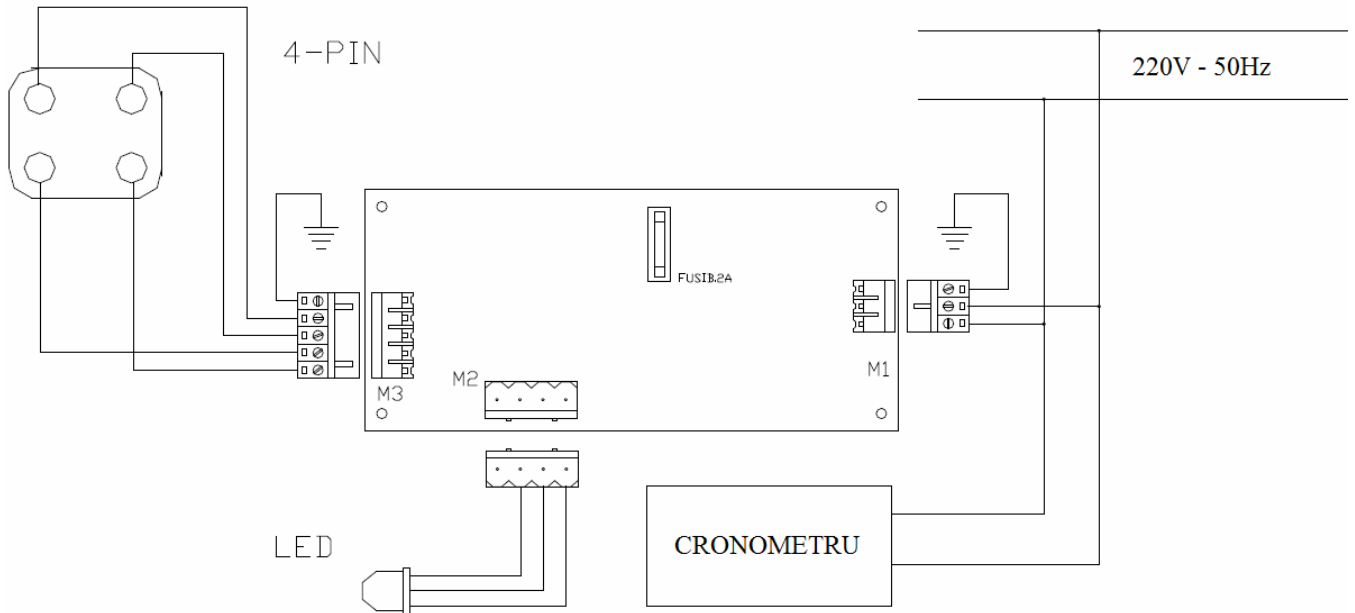 4-PIN
220V - 50Hz
FUSIB.2A
M1
M2
M3
LED
CRONOMETRU